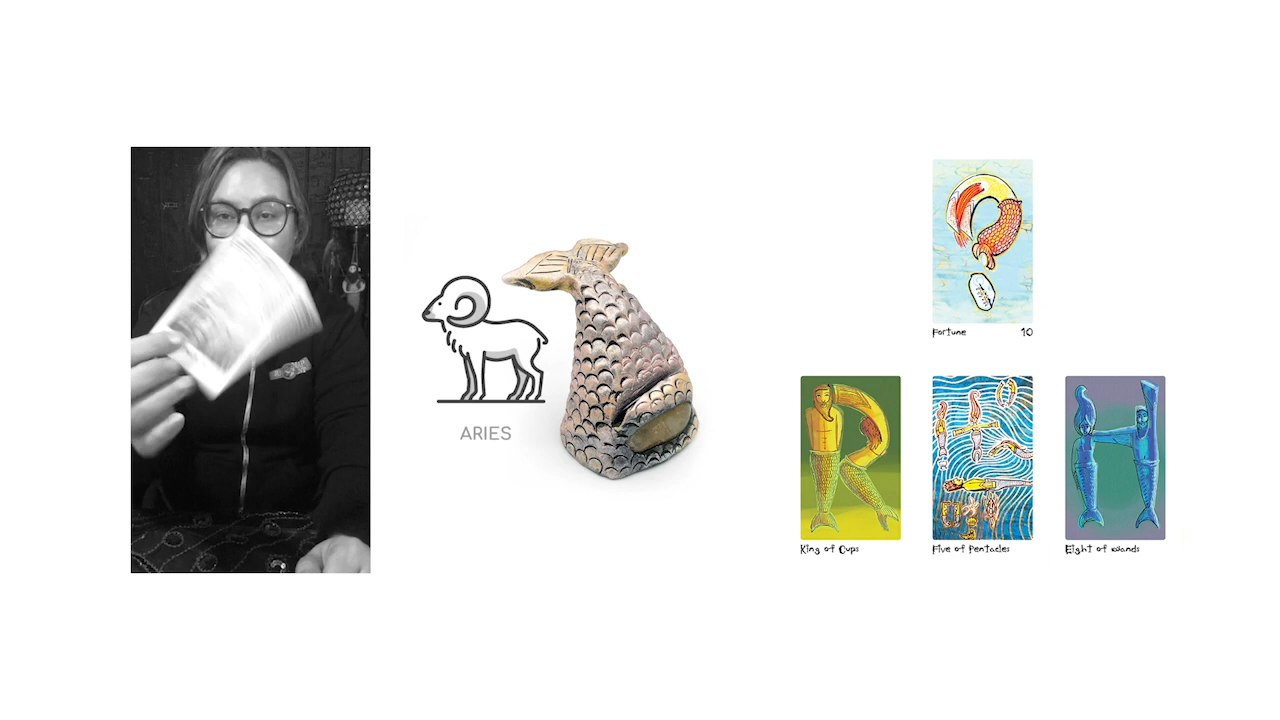 ARIES
Fortune 10
King of Cups
Five of Pentacles
Eight of wands